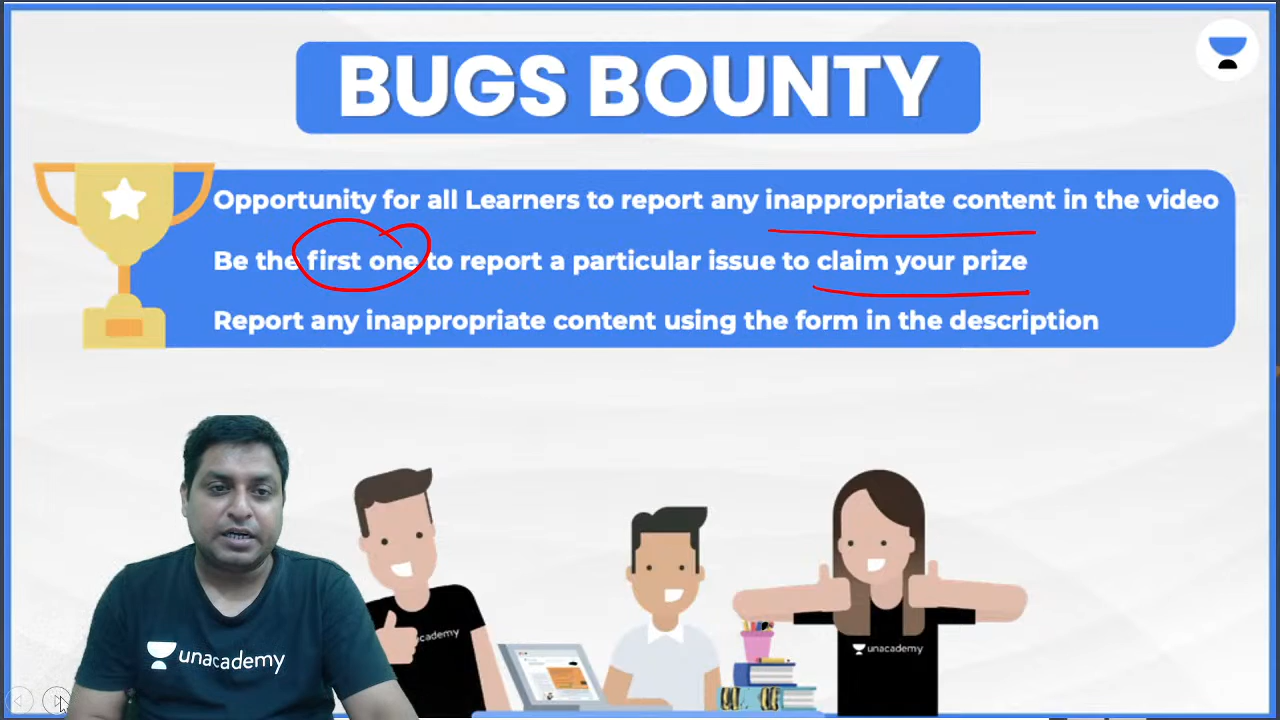 BUGS BOUNTY
Opportunity for all Learners to report any inappropriate content in the video
Be the first one to report a particular issue to claim your prize
Report any inappropriate content using the form in the description
unacademy
academy
unacademy